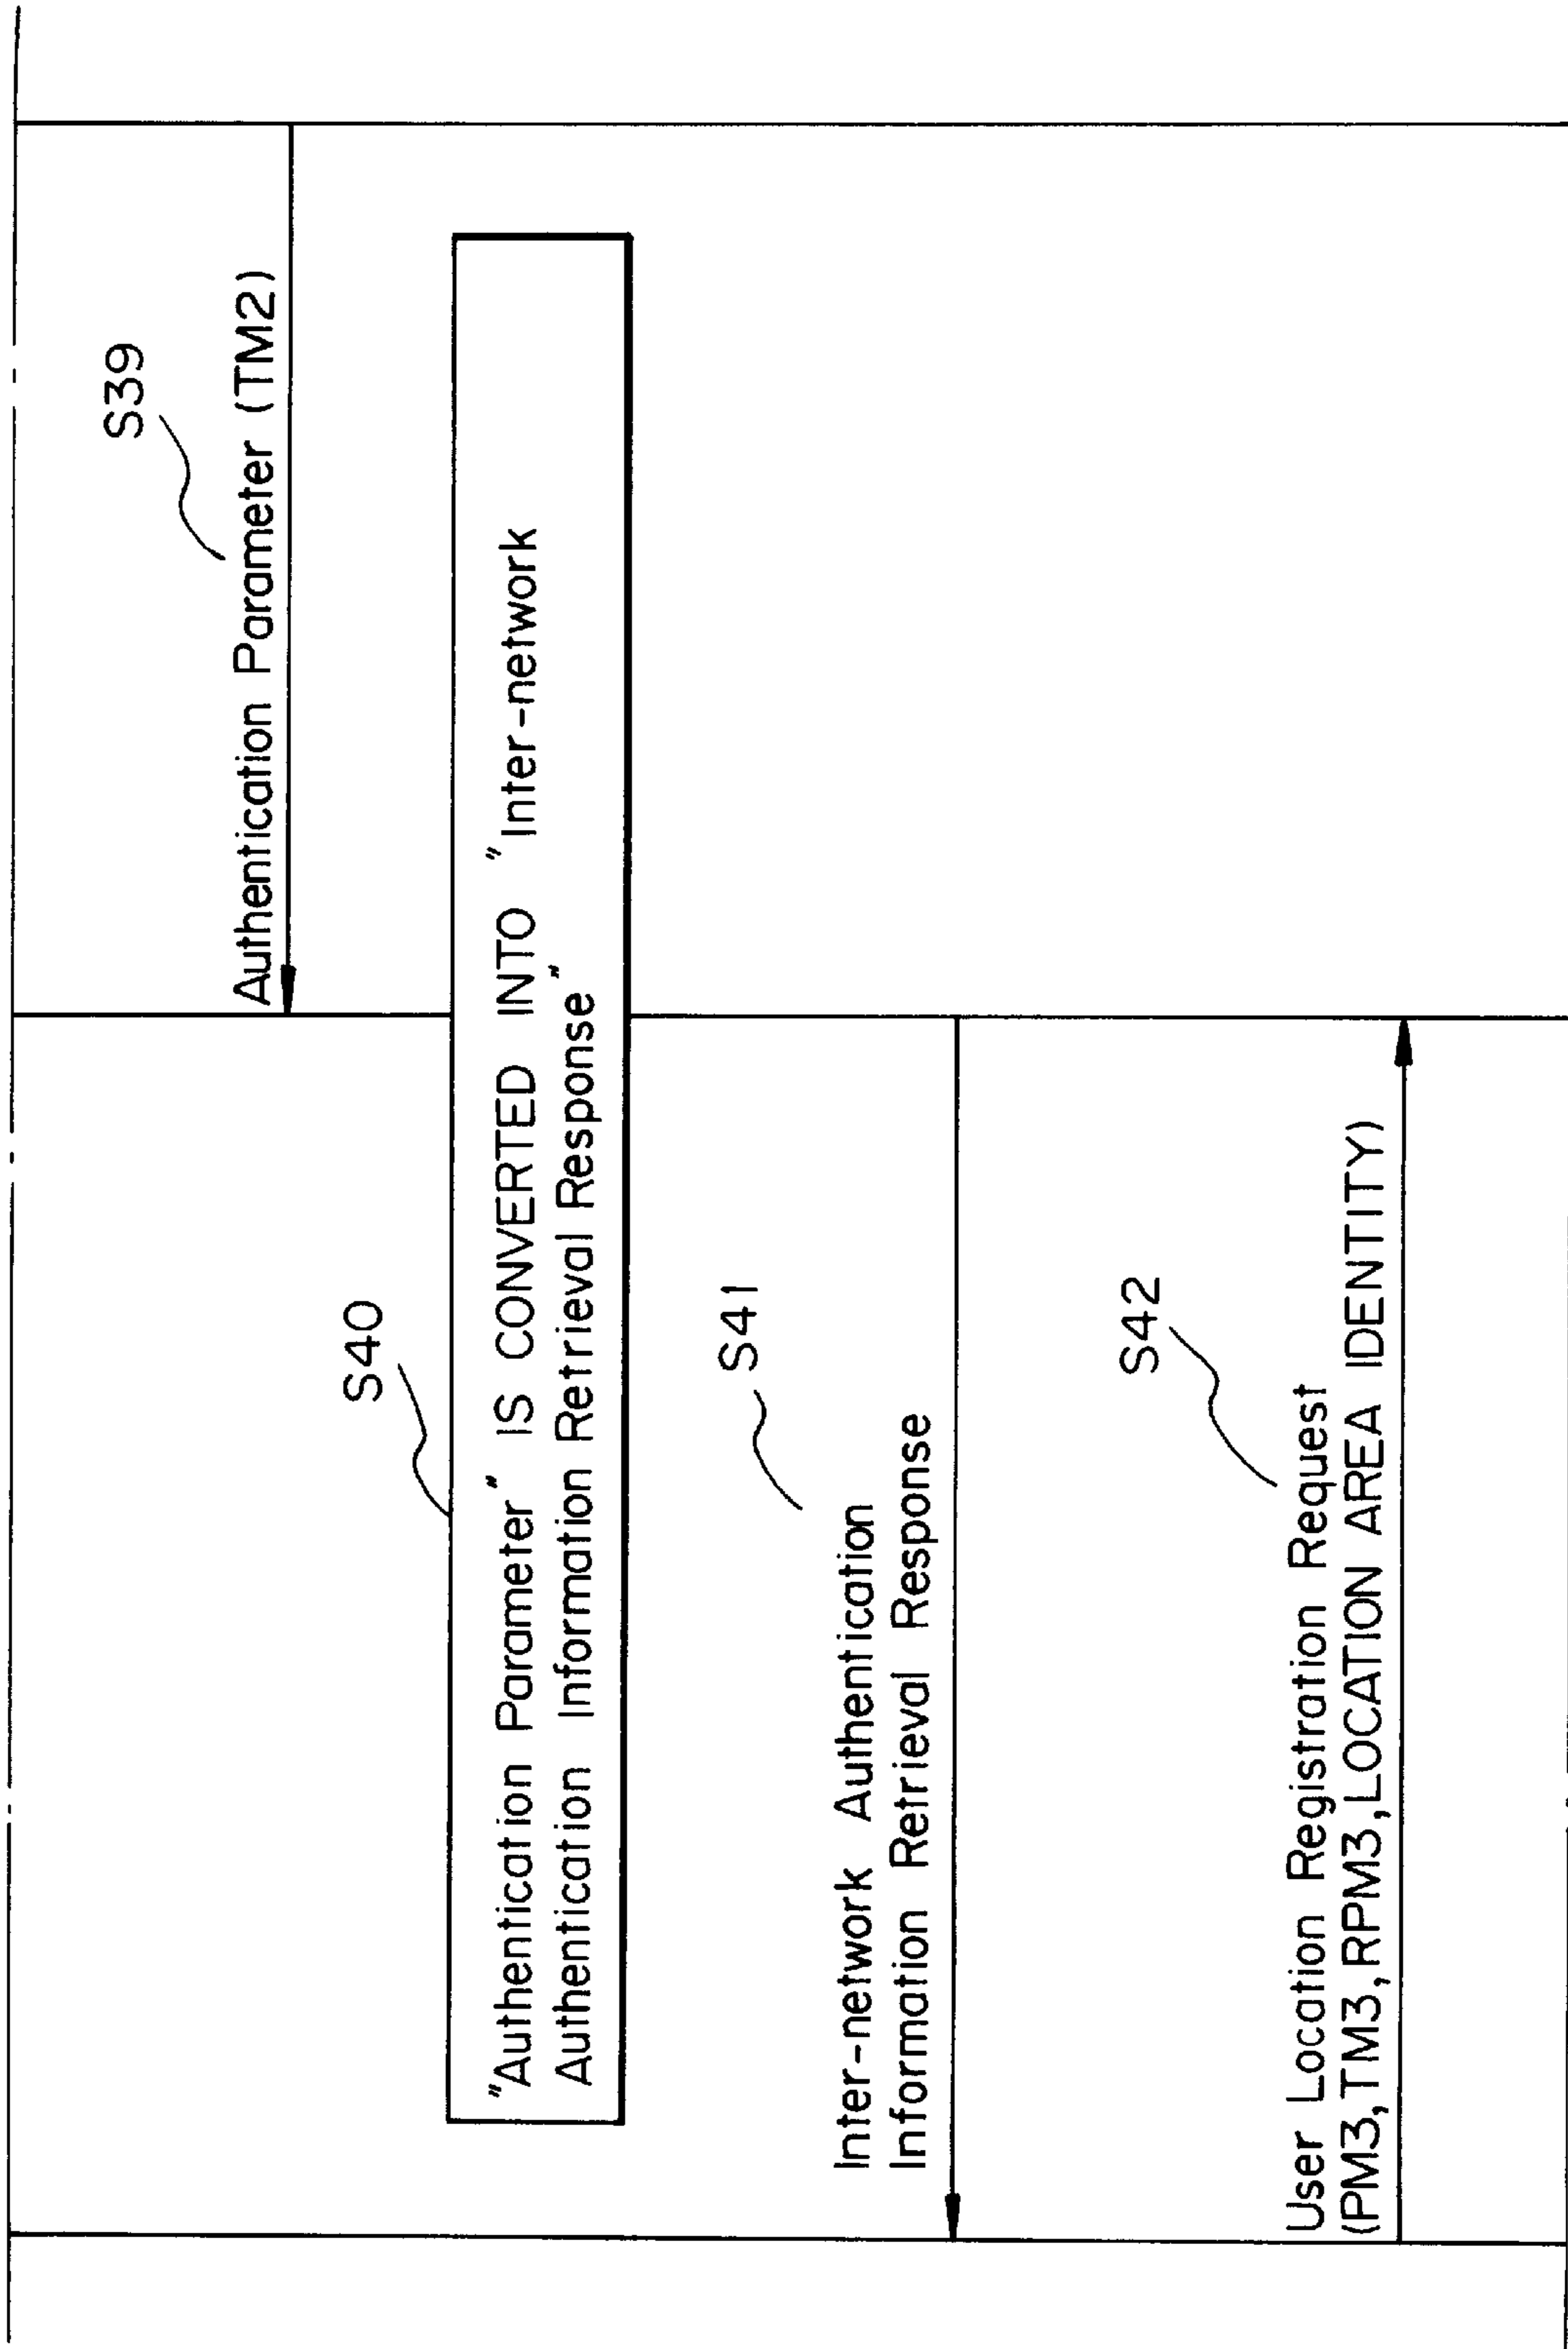 S39
Authentication Parameter (TM2)
S40
"Authentication Parameter" IS CONVERTED INTO "Inter-network
Authentication Information Retrieval Response"
S41
Inter-network Authentication
Information Retrieval Response
S42
User Location Registration Request
(PM3,TM3,RPM3,LOCATION AREA IDENTITY)